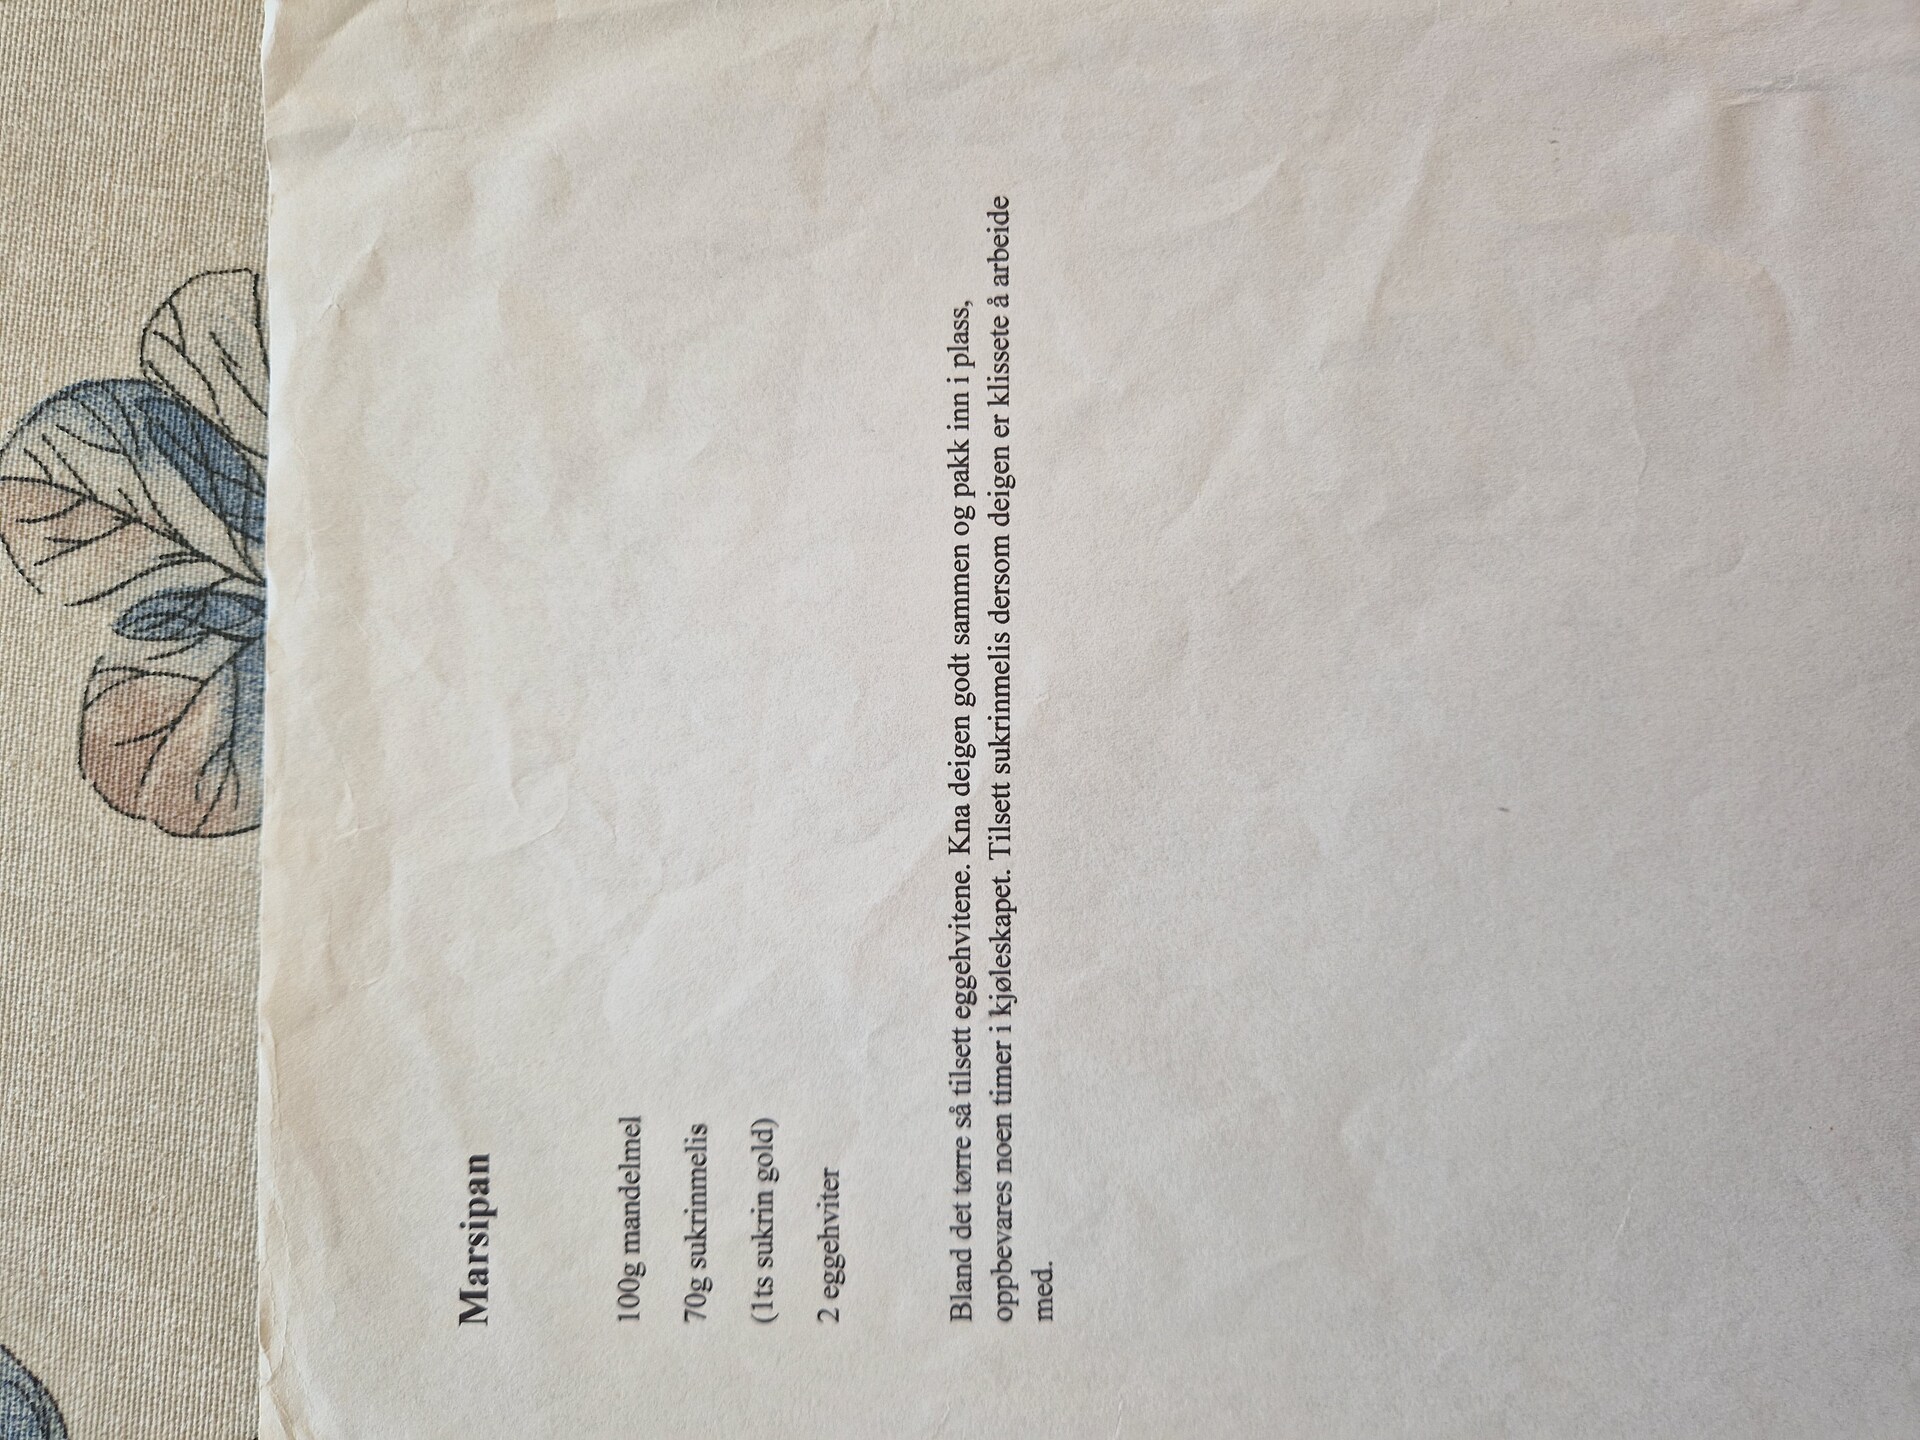 Marsipan
100g mandelmel
70g sukrinmelis
(1ts sukrin gold)
2 eggehviter
Bland det tørre så tilsett eggehvitene. Kna deigen godt sammen og pakk inn i plass,
oppbevares noen timer i kjøleskapet. Tilsett sukrinmelis dersom deigen er klissete å arbeide
med.